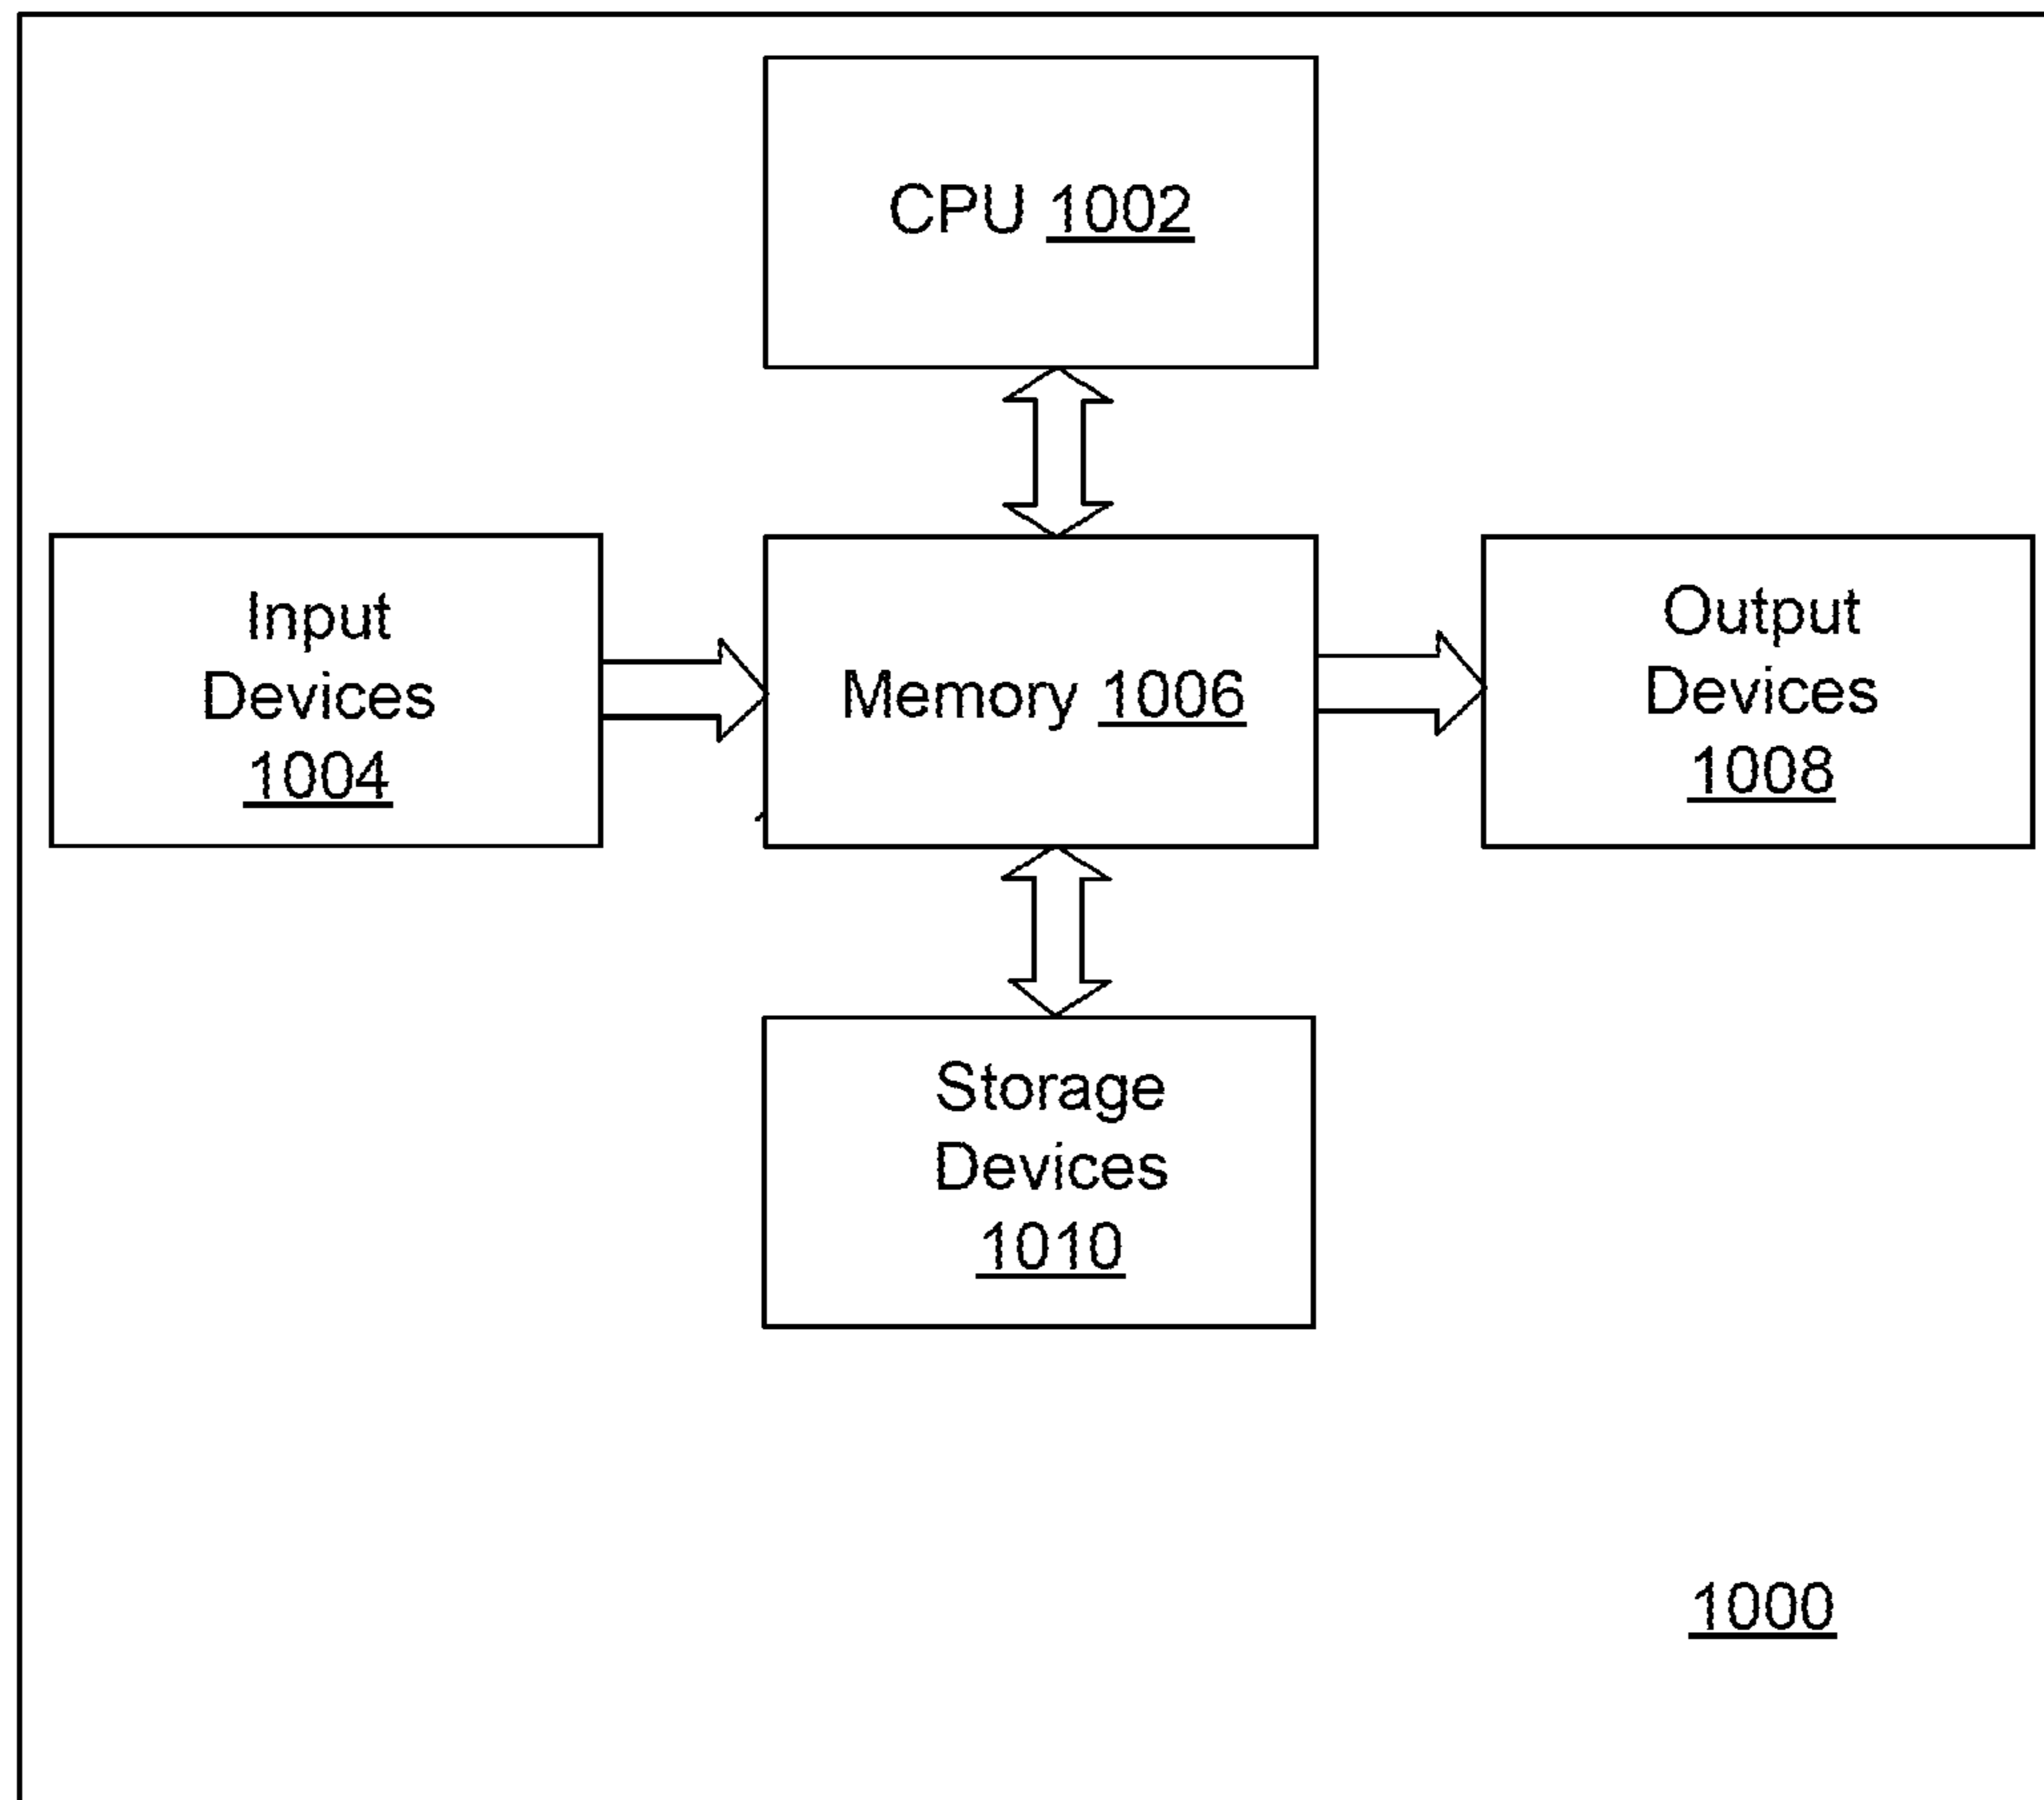 CPU 1002
Input
Devices
1004
Memory 1006
Output
Devices
1008
Storage
Devices
1010
1000